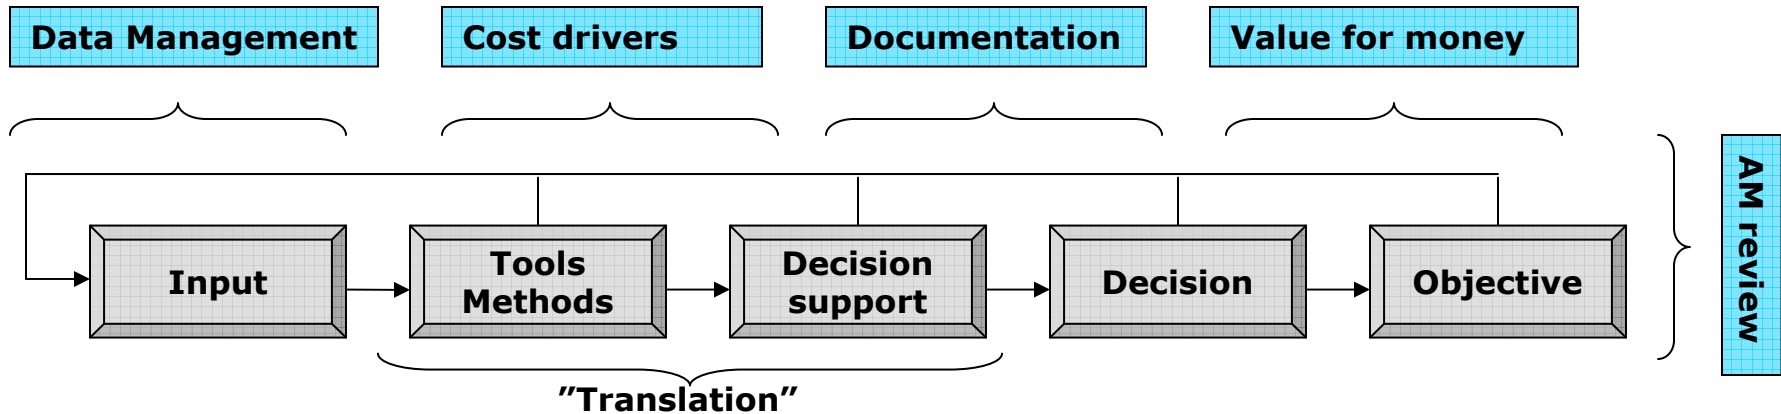 Data Management
Cost drivers
Documentation
Value for money
AM review
Input
Tools
Methods
Decision
support
Decision
Objective
”Translation”